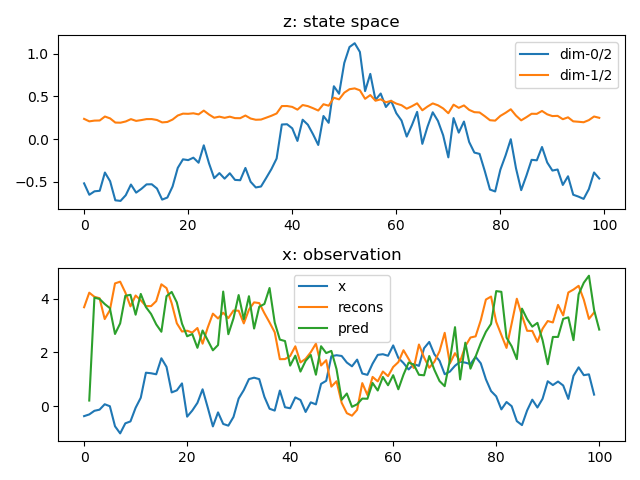 z: state space
1.0
0.5
0.0
−0.5
dim-0/2
dim-1/2
0 20 40 60 80 100
x: observation
4
2
0
x
recons
pred
0 20 40 60 80 100